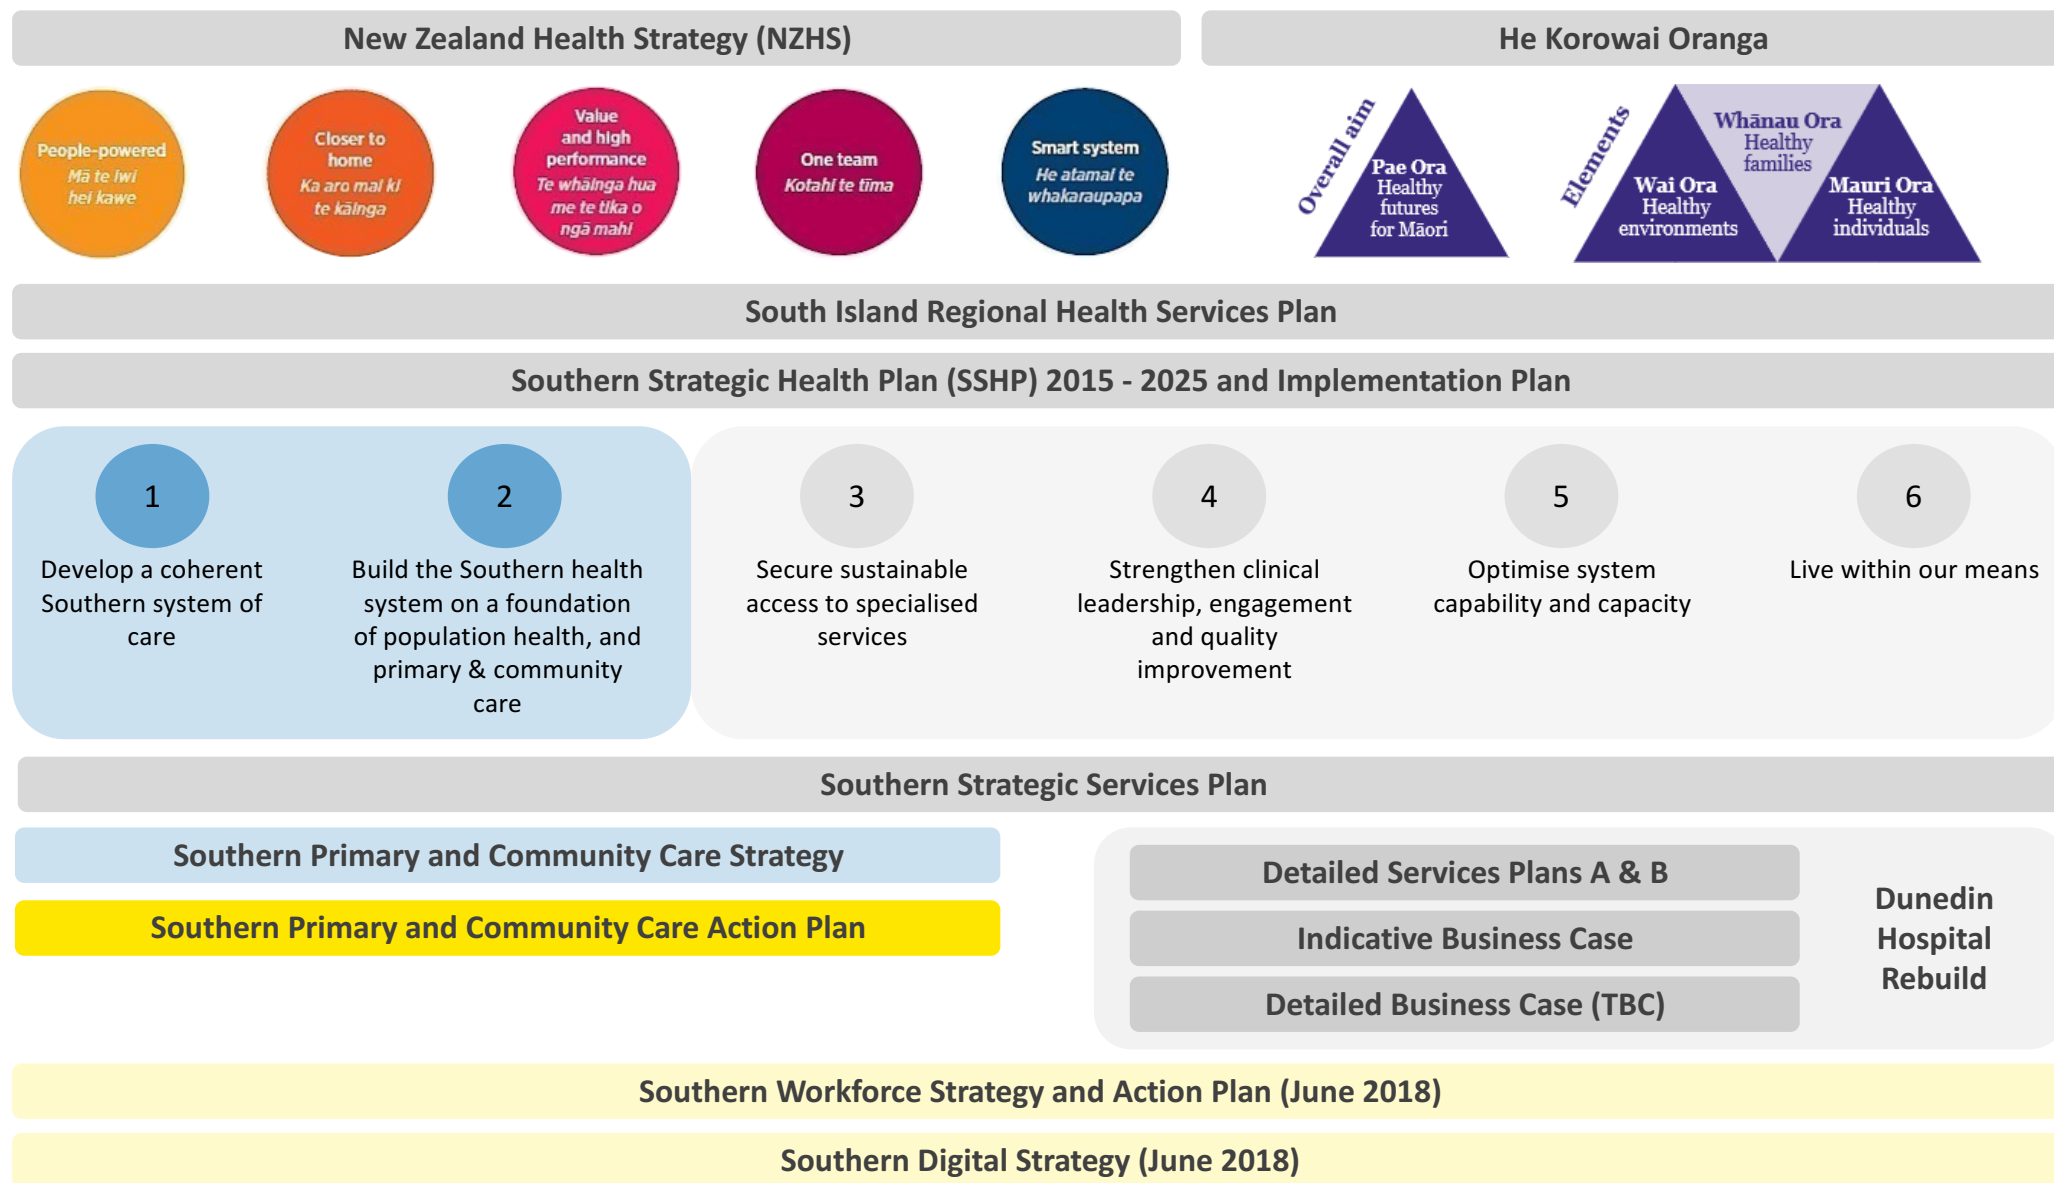 New Zealand Health Strategy (NZHS)
He Korowai Oranga
People-powered
Mā te iwi
hei kawe
Closer to
home
Ka aro mai ki
te kāinga
Value
and high
performance
Te whāinga hua
me te tika o
ngā mahi
One team
Kotahi te tīma
Smart system
He atamai te
whakaraupapa
Overall aim
Pae Ora
Healthy
futures
for Māori
Elements
Whānau Ora
Healthy
families
Wai Ora
Healthy
environments
Mauri Ora
Healthy
individuals
South Island Regional Health Services Plan
Southern Strategic Health Plan (SSHP) 2015 - 2025 and Implementation Plan
1
Develop a coherent
Southern system of
care
2
Build the Southern health
system on a foundation
of population health, and
primary & community
care
3
Secure sustainable
access to specialised
services
4
Strengthen clinical
leadership, engagement
and quality
improvement
5
Optimise system
capability and capacity
6
Live within our means
Southern Strategic Services Plan
Southern Primary and Community Care Strategy
Southern Primary and Community Care Action Plan
Detailed Services Plans A & B
Indicative Business Case
Detailed Business Case (TBC)
Dunedin
Hospital
Rebuild
Southern Workforce Strategy and Action Plan (June 2018)
Southern Digital Strategy (June 2018)